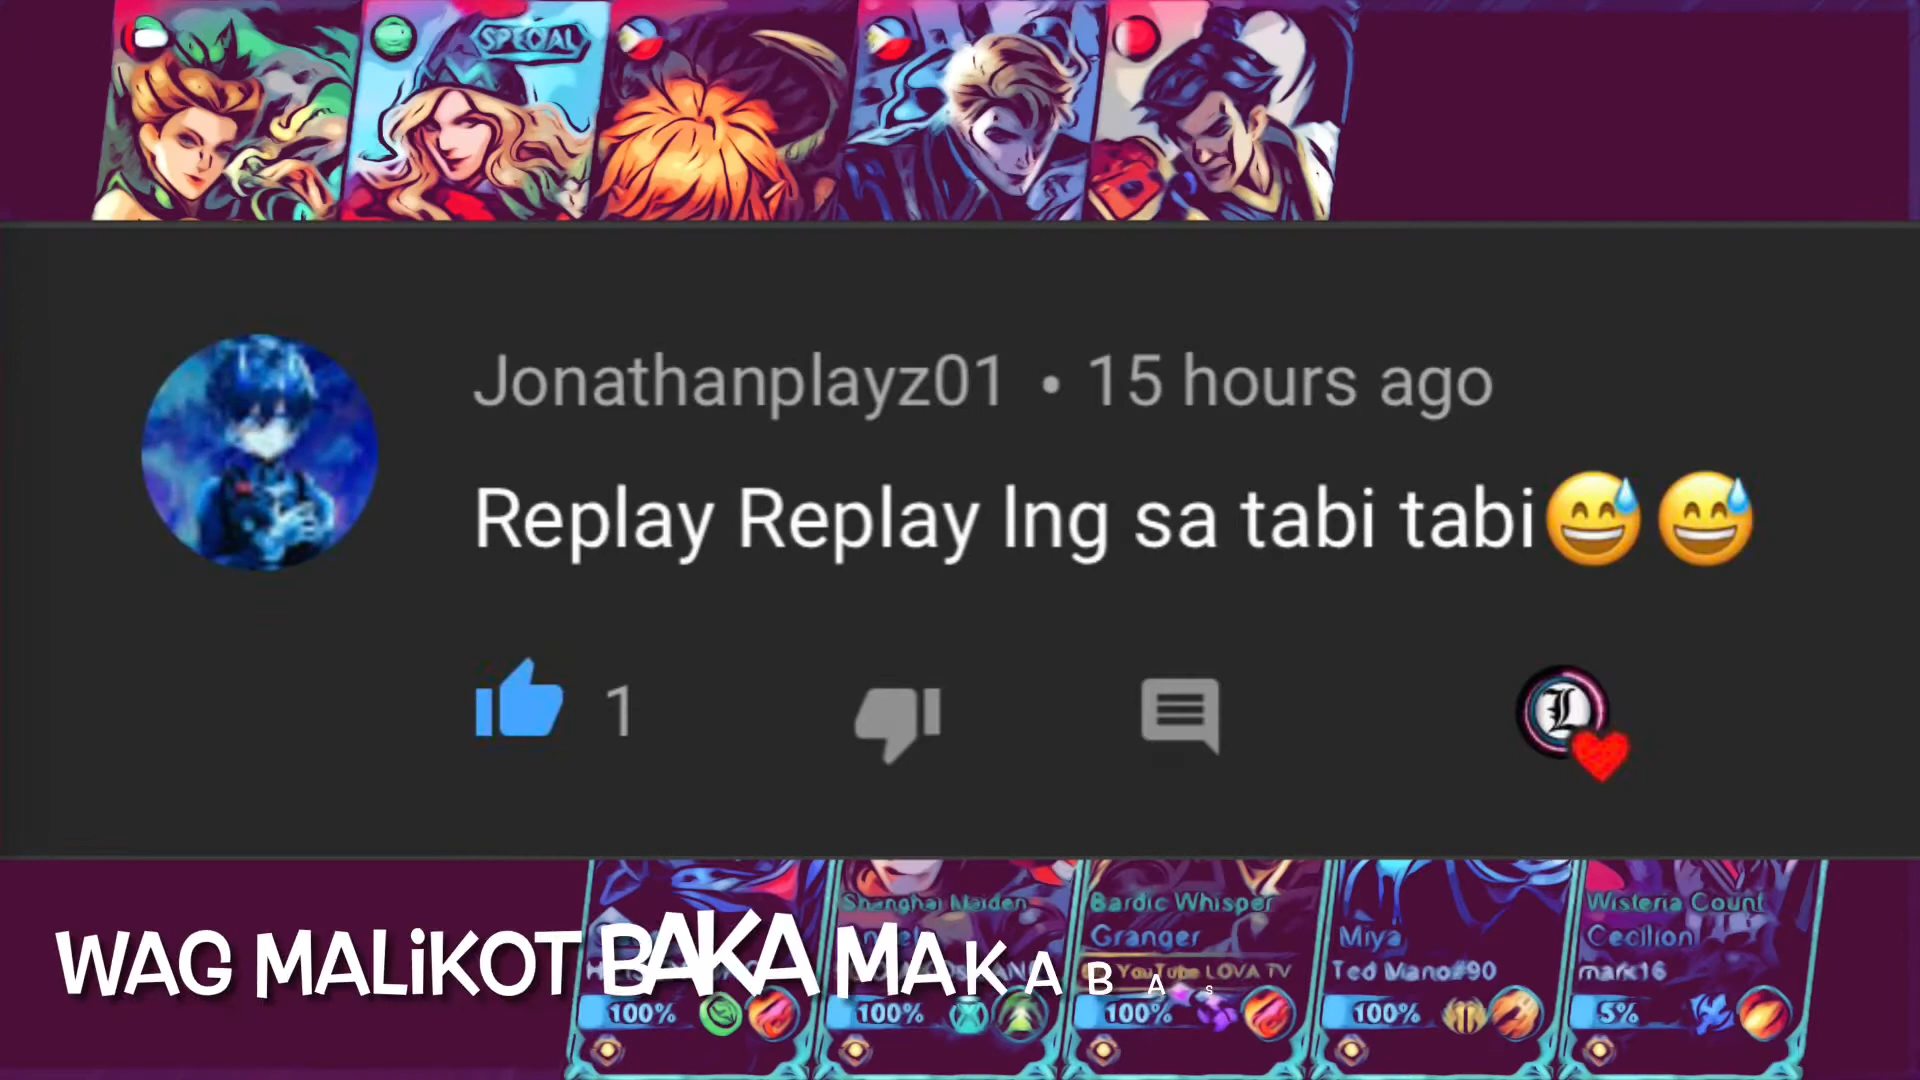 SPECIAL
Jonathanplayz01 • 15 hours ago
Replay Replay lng sa tabi tabi😅😅
1
L
Shanghai Maiden
Bardic Whisper
Wisteria Count
Granger
Miya
Cecilion
YouTube LOVA TV
Ted Mano#90
mark16
WAG MALiKOT BAKA MAKABAS
100%
100%
100%
100%
5%